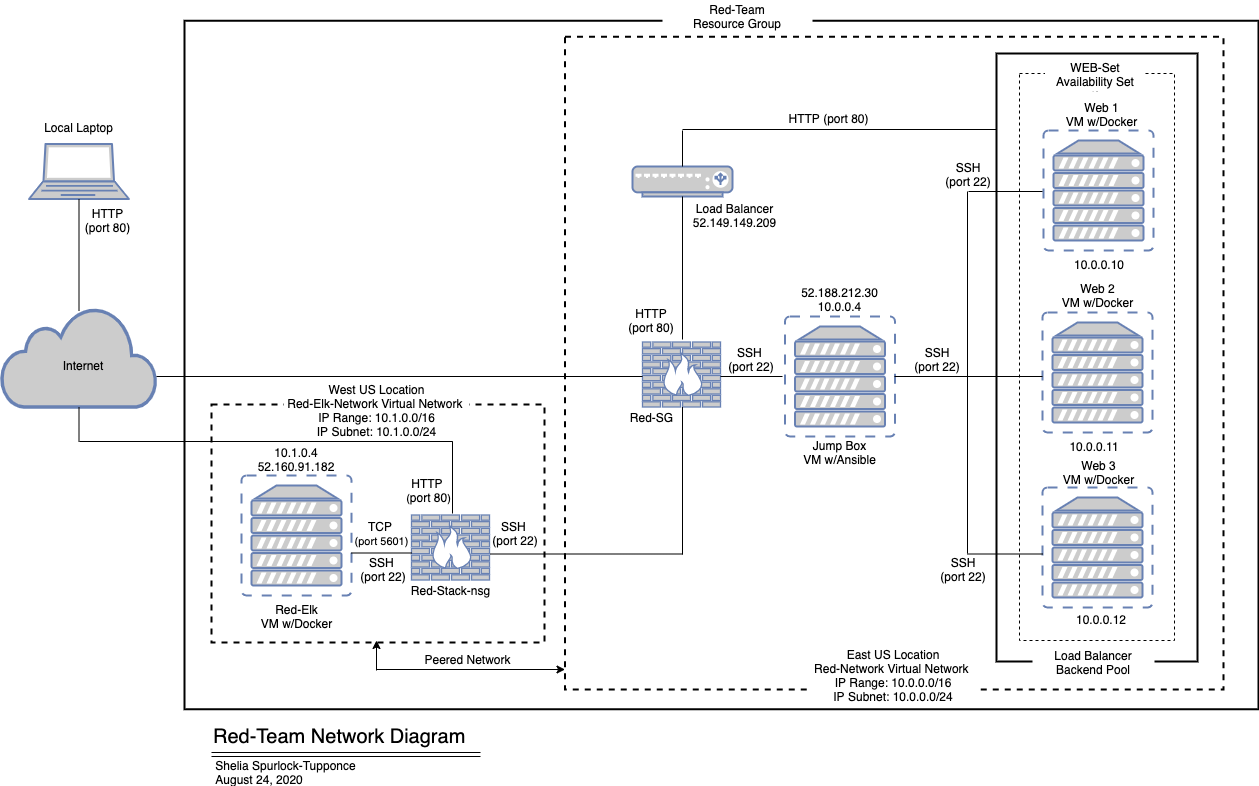 Red-Team
Resource Group
WEB-Set
Availability Set
Web 1
VM w/Docker
HTTP (port 80)
Local Laptop
SSH
(port 22)
Load Balancer
52.149.149.209
HTTP
(port 80)
10.0.0.10
Web 2
VM w/Docker
52.188.212.30
10.0.0.4
HTTP
(port 80)
Internet
SSH
(port 22)
SSH
(port 22)
West US Location
Red-Elk-Network Virtual Network
IP Range: 10.1.0.0/16
IP Subnet: 10.1.0.0/24
Red-SG
Jump Box
VM w/Ansible
10.0.0.11
Web 3
VM w/Docker
10.1.0.4
52.160.91.182
HTTP
(port 80)
TCP
(port 5601)
SSH
(port 22)
SSH
(port 22)
SSH
(port 22)
Red-Stack-nsg
Red-Elk
VM w/Docker
10.0.0.12
Peered Network
East US Location
Red-Network Virtual Network
IP Range: 10.0.0.0/16
IP Subnet: 10.0.0.0/24
Load Balancer
Backend Pool
Red-Team Network Diagram
Shelia Spurlock-Tupponce
August 24, 2020